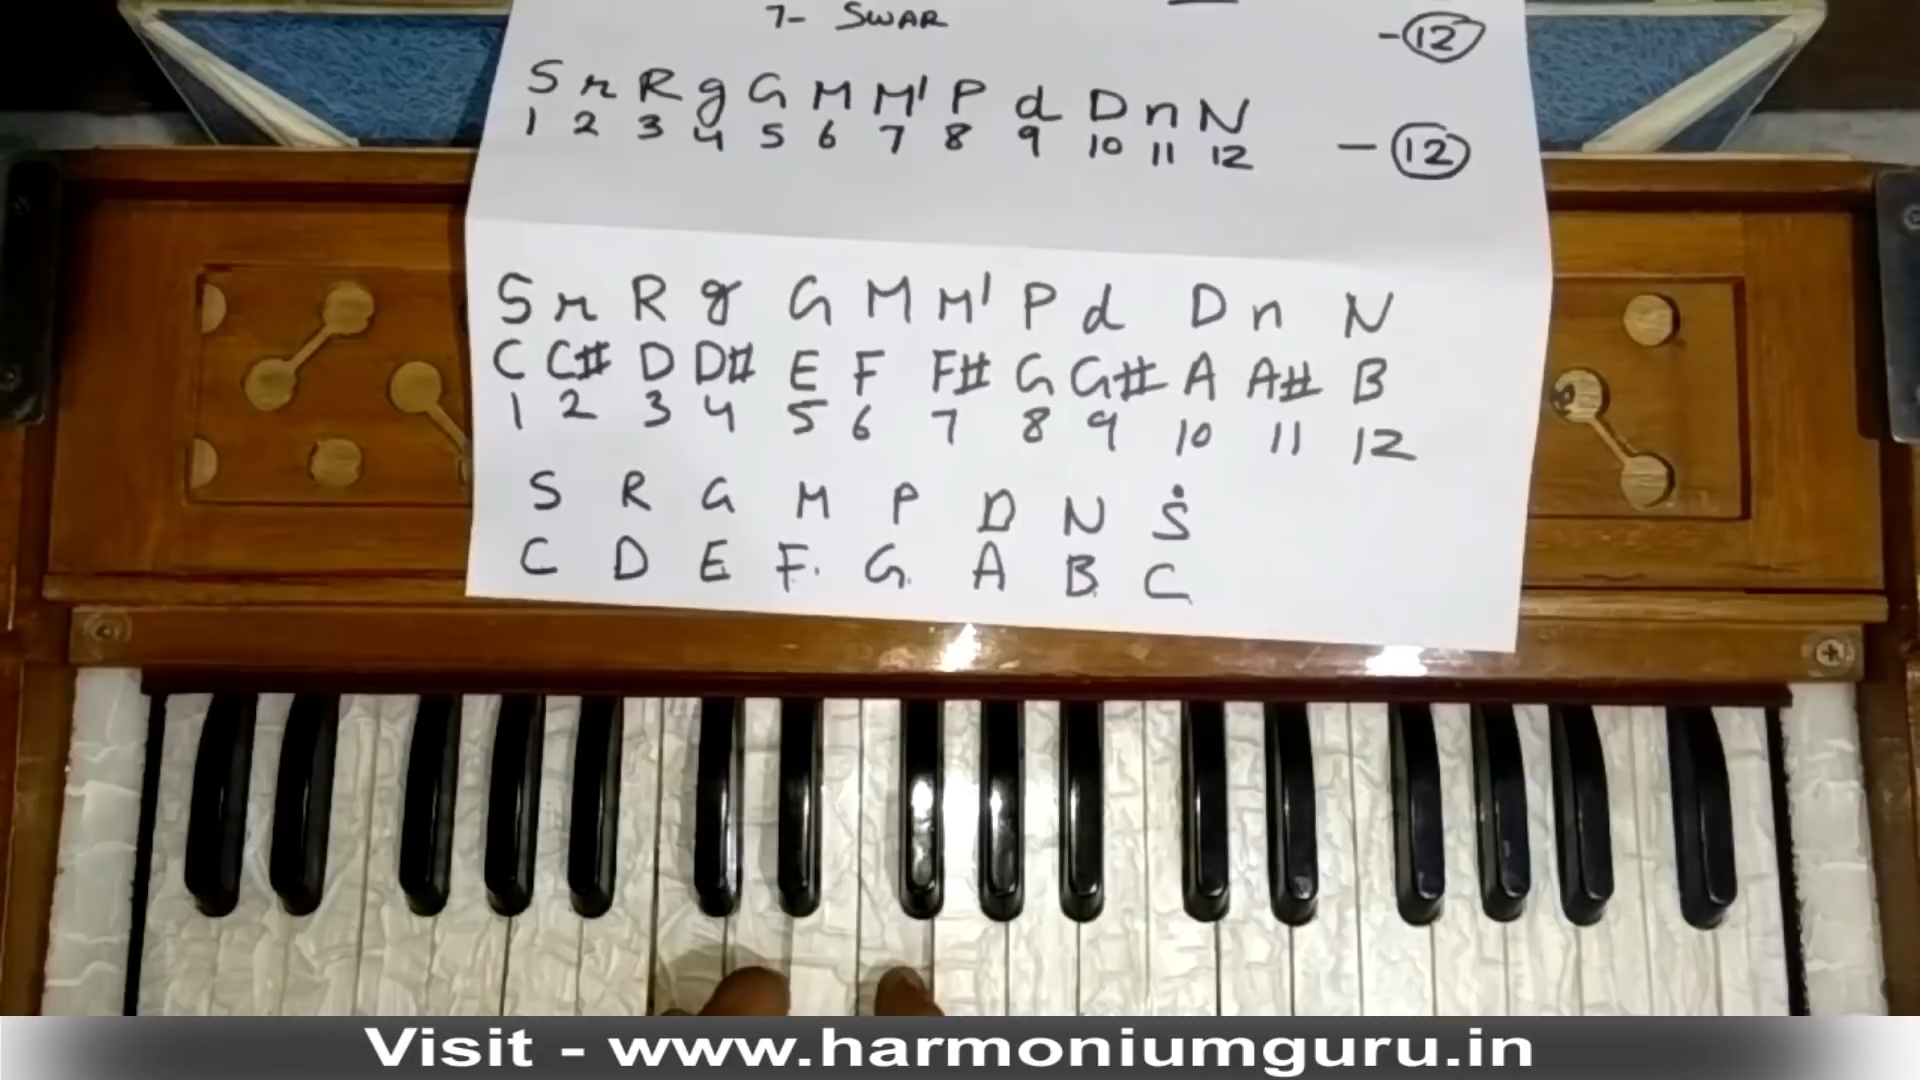 7- SWAR
-12
S r R g G M M' P d D n N
1 2 3 4 5 6 7 8 9 10 11 12 - 12
S r R g G M M' P d D n N
C C# D D# E F F# G G# A A# B
1 2 3 4 5 6 7 8 9 10 11 12
S R G M P D N Ṡ
C D E F. G. A B C
Visit - www.harmoniumguru.in